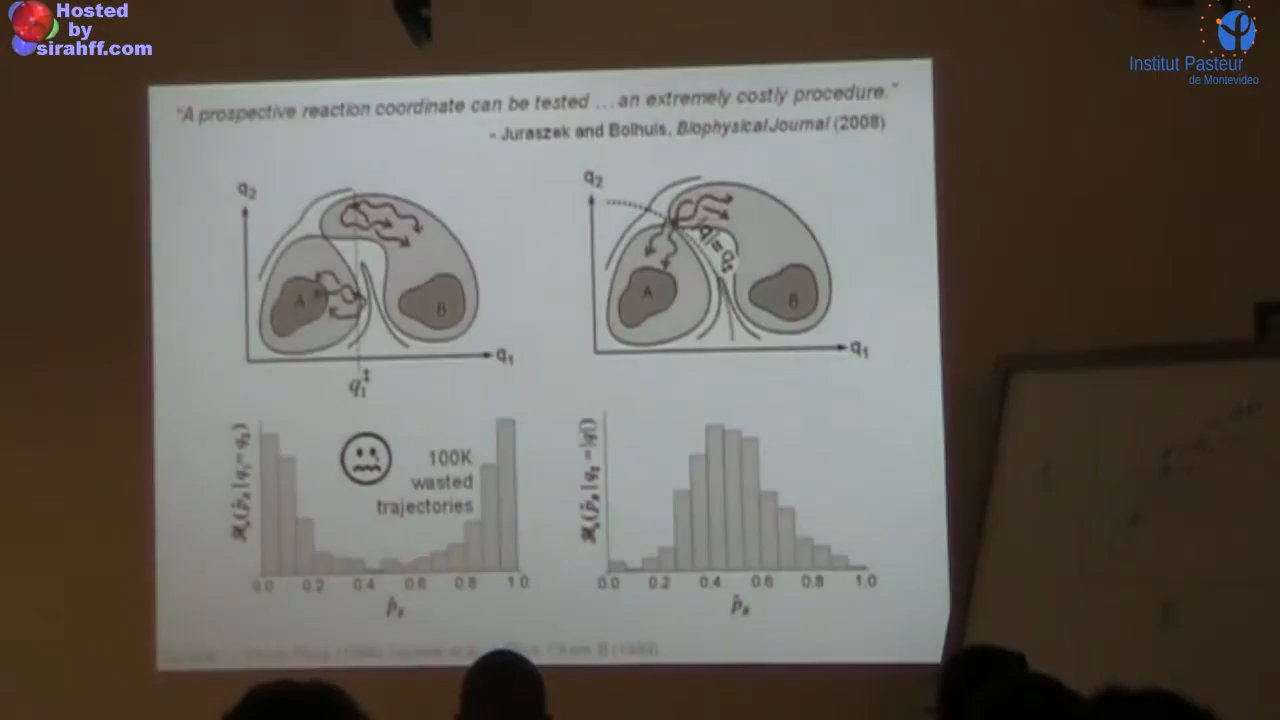 Hosted
by
sirahff.com
Institut Pasteur
de Montevideo
"A prospective reaction coordinate can be tested ... an extremely costly procedure."
- Juraszek and Bolhuis, Biophysical Journal (2008)
q₂
A
B
q₁
q₁‡
q₂
A
B
q₁
100K
wasted
trajectories
0.0 0.2 0.4 0.6 0.8 1.0
0.0 0.2 0.4 0.6 0.8 1.0